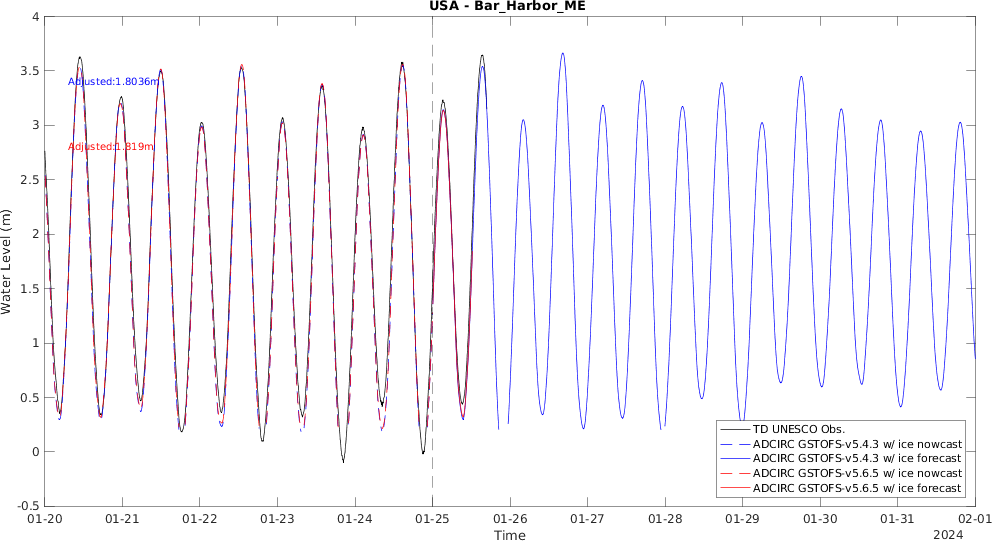 USA - Bar_Harbor_ME
4
3.5
3
2.5
2
1.5
1
0.5
0
-0.5
Water Level (m)
Adjusted:1.8036m
Adjusted:1.819m
TD UNESCO Obs.
ADCIRC GSTOFS-v5.4.3 w/ ice nowcast
ADCIRC GSTOFS-v5.4.3 w/ ice forecast
ADCIRC GSTOFS-v5.6.5 w/ ice nowcast
ADCIRC GSTOFS-v5.6.5 w/ ice forecast
01-20 01-21 01-22 01-23 01-24 01-25 01-26 01-27 01-28 01-29 01-30 01-31 02-01
Time
2024